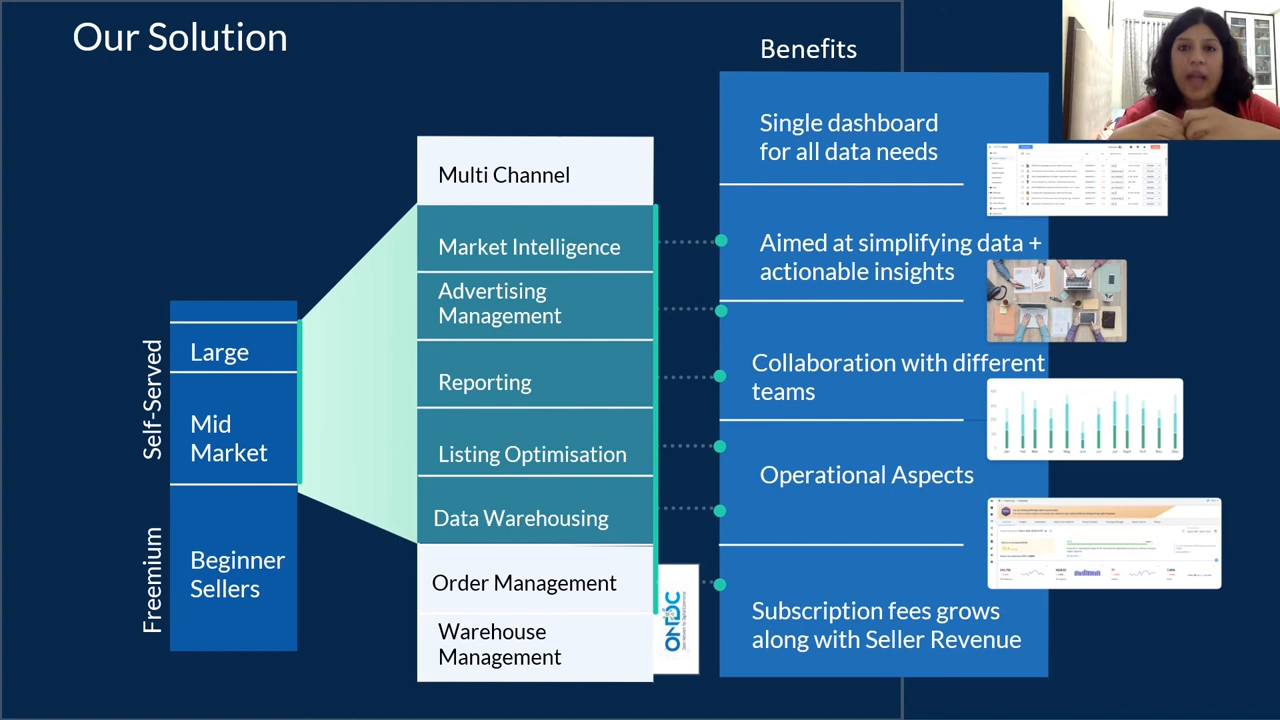 Our Solution
Self-Served
Freemium
Large
Mid
Market
Beginner
Sellers
Multi Channel
Market Intelligence
Advertising
Management
Reporting
Listing Optimisation
Data Warehousing
Order Management
Warehouse
Management
ONDC
Benefits
Single dashboard
for all data needs
Aimed at simplifying data +
actionable insights
Collaboration with different
teams
Operational Aspects
Subscription fees grows
along with Seller Revenue